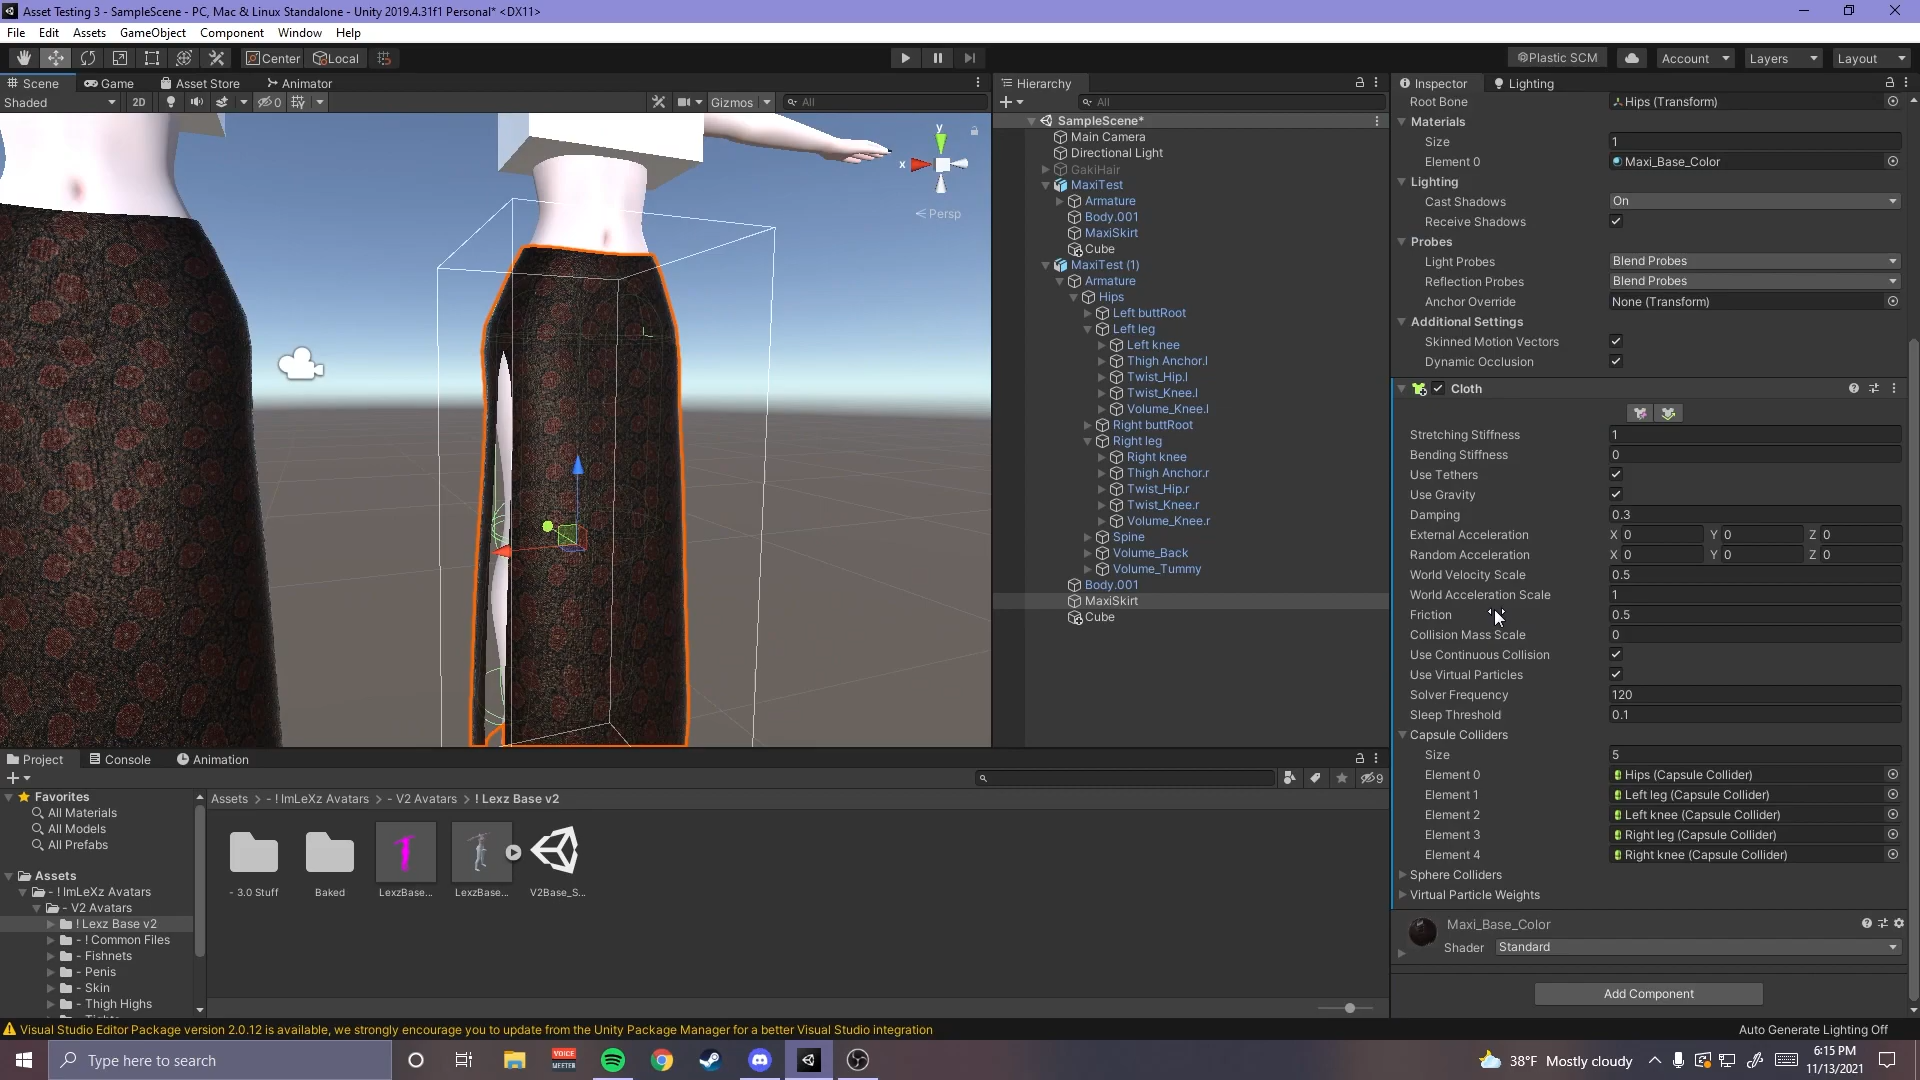 Asset Testing 3 - SampleScene - PC, Mac & Linux Standalone - Unity 2019.4.31f1 Personal* <DX11>
File Edit Assets GameObject Component Window Help
Center Local
Plastic SCM Account Layers Layout
Scene Game Asset Store Animator
Shaded 2D 0 Gizmos All
y
x
Persp
Hierarchy
All
SampleScene*
Main Camera
Directional Light
GakiHair
MaxiTest
Armature
Body.001
MaxiSkirt
Cube
MaxiTest (1)
Armature
Hips
Left buttRoot
Left leg
Left knee
Thigh Anchor.l
Twist_Hip.l
Twist_Knee.l
Volume_Knee.l
Right buttRoot
Right leg
Right knee
Thigh Anchor.r
Twist_Hip.r
Twist_Knee.r
Volume_Knee.r
Spine
Volume_Back
Volume_Tummy
Body.001
MaxiSkirt
Cube
Inspector Lighting
Root Bone Hips (Transform)
Materials
Size 1
Element 0 Maxi_Base_Color
Lighting
Cast Shadows On
Receive Shadows
Probes
Light Probes Blend Probes
Reflection Probes Blend Probes
Anchor Override None (Transform)
Additional Settings
Skinned Motion Vectors
Dynamic Occlusion
Cloth
Stretching Stiffness 1
Bending Stiffness 0
Use Tethers
Use Gravity
Damping 0.3
External Acceleration X 0 Y 0 Z 0
Random Acceleration X 0 Y 0 Z 0
World Velocity Scale 0.5
World Acceleration Scale 1
Friction 0.5
Collision Mass Scale 0
Use Continuous Collision
Use Virtual Particles
Solver Frequency 120
Sleep Threshold 0.1
Capsule Colliders
Size 5
Element 0 Hips (Capsule Collider)
Element 1 Left leg (Capsule Collider)
Element 2 Left knee (Capsule Collider)
Element 3 Right leg (Capsule Collider)
Element 4 Right knee (Capsule Collider)
Sphere Colliders
Virtual Particle Weights
Maxi_Base_Color
Shader Standard
Add Component
Project Console Animation
9
Favorites
All Materials
All Models
All Prefabs
Assets
- ! ImLeXz Avatars
- V2 Avatars
! Lexz Base v2
- ! Common Files
- Fishnets
- Penis
- Skin
- Thigh Highs
Assets > - ! ImLeXz Avatars > - V2 Avatars > ! Lexz Base v2
- 3.0 Stuff Baked LexzBase... LexzBase... V2Base_S...
Visual Studio Editor Package version 2.0.12 is available, we strongly encourage you to update from the Unity Package Manager for a better Visual Studio integration
Auto Generate Lighting Off
Type here to search
VOICE MEETER
38°F Mostly cloudy
6:15 PM
11/13/2021